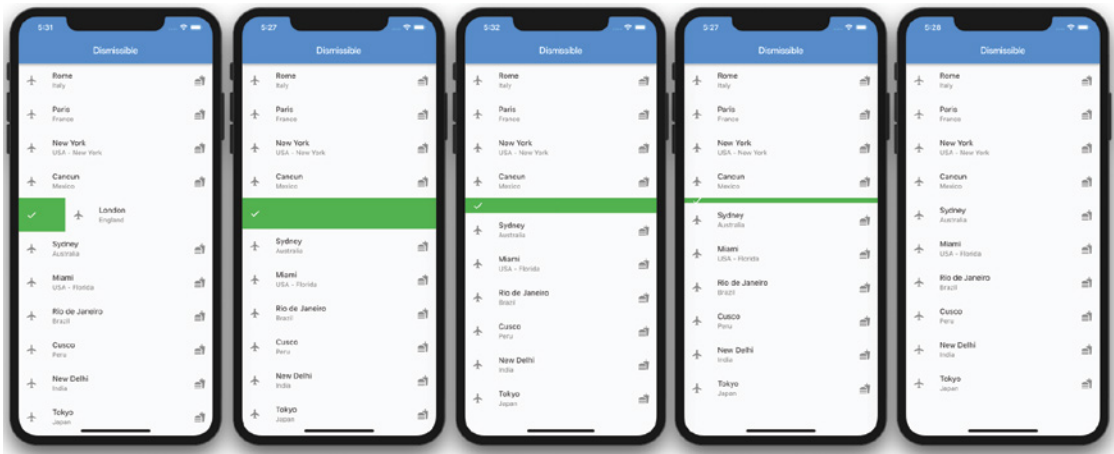 5:31
Dismissible
Rome
Italy
Paris
France
New York
USA - New York
Cancun
Mexico
London
England
Sydney
Australia
Miami
USA - Florida
Rio de Janeiro
Brazil
Cusco
Peru
New Delhi
India
Tokyo
Japan
5:27
Dismissible
Rome
Italy
Paris
France
New York
USA - New York
Cancun
Mexico
Sydney
Australia
Miami
USA - Florida
Rio de Janeiro
Brazil
Cusco
Peru
New Delhi
India
Tokyo
Japan
5:32
Dismissible
Rome
Italy
Paris
France
New York
USA - New York
Cancun
Mexico
Sydney
Australia
Miami
USA - Florida
Rio de Janeiro
Brazil
Cusco
Peru
New Delhi
India
Tokyo
Japan
5:27
Dismissible
Rome
Italy
Paris
France
New York
USA - New York
Cancun
Mexico
Sydney
Australia
Miami
USA - Florida
Rio de Janeiro
Brazil
Cusco
Peru
New Delhi
India
Tokyo
Japan
5:28
Dismissible
Rome
Italy
Paris
France
New York
USA - New York
Cancun
Mexico
Sydney
Australia
Miami
USA - Florida
Rio de Janeiro
Brazil
Cusco
Peru
New Delhi
India
Tokyo
Japan